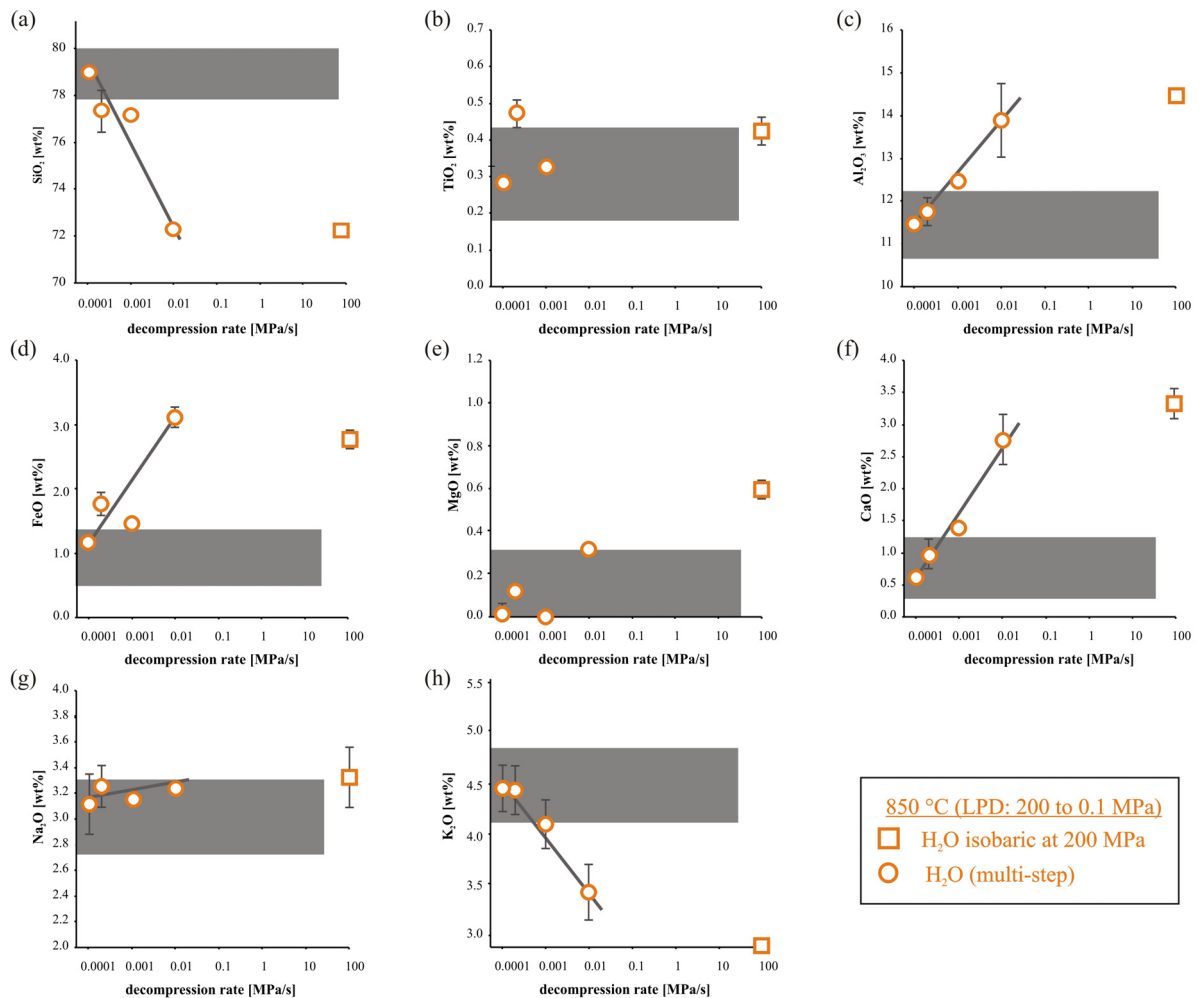 (a)
80
78
76
74
72
70
SiO₂ [wt%]
0.0001 0.001 0.01 0.1 1 10 100
decompression rate [MPa/s]
(b)
0.7
0.6
0.5
0.4
0.3
0.2
0.1
0.0
TiO₂ [wt%]
0.0001 0.001 0.01 0.1 1 10 100
decompression rate [MPa/s]
(c)
16
15
14
13
12
11
10
Al₂O₃ [wt%]
0.0001 0.001 0.01 0.1 1 10 100
decompression rate [MPa/s]
(d)
4.0
3.0
2.0
1.0
0.0
FeO [wt%]
0.0001 0.001 0.01 0.1 1 10 100
decompression rate [MPa/s]
(e)
1.2
1.0
0.8
0.6
0.4
0.2
0.0
MgO [wt%]
0.0001 0.001 0.01 0.1 1 10 100
decompression rate [MPa/s]
(f)
4.0
3.5
3.0
2.5
2.0
1.5
1.0
0.5
0.0
CaO [wt%]
0.0001 0.001 0.01 0.1 1 10 100
decompression rate [MPa/s]
(g)
4.0
3.8
3.6
3.4
3.2
3.0
2.8
2.6
2.4
2.2
2.0
Na₂O [wt%]
0.0001 0.001 0.01 0.1 1 10 100
decompression rate [MPa/s]
(h)
5.5
5.0
4.5
4.0
3.5
3.0
K₂O [wt%]
0.0001 0.001 0.01 0.1 1 10 100
decompression rate [MPa/s]
850 °C (LPD: 200 to 0.1 MPa)
H₂O isobaric at 200 MPa
H₂O (multi-step)